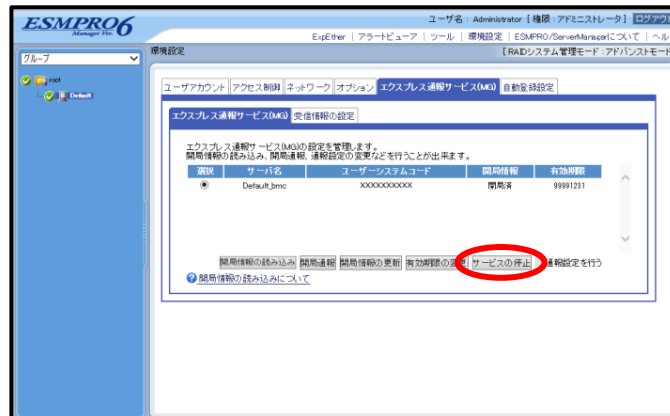 ESMPRO6
Manager Ver.
ユーザ名 : Administrator [ 権限 : アドミニストレータ ] ログアウ
ExpEther | アラートビューア | ツール | 環境設定 | ESMPRO/ServerManagerについて | ヘル
グループ
環境設定
[ RAIDシステム管理モード : アドバンストモー
root
Default
ユーザアカウント アクセス制御 ネットワーク オプション エクスプレス通報サービス(MG) 自動登録設定
エクスプレス通報サービス(MG) 受信情報の設定
エクスプレス通報サービス(MG)の設定を管理します。
開局情報の読み込み、開局通報、通報設定の変更などを行うことが出来ます。
選択 サーバ名 ユーザーシステムコード 開局情報 有効期限
Default_bmc XXXXXXXXXX 開局済 99991231
開局情報の読み込み 開局通報 開局情報の更新 有効期限の変更 サービスの停止 通報設定を行う
開局情報の読み込みについて